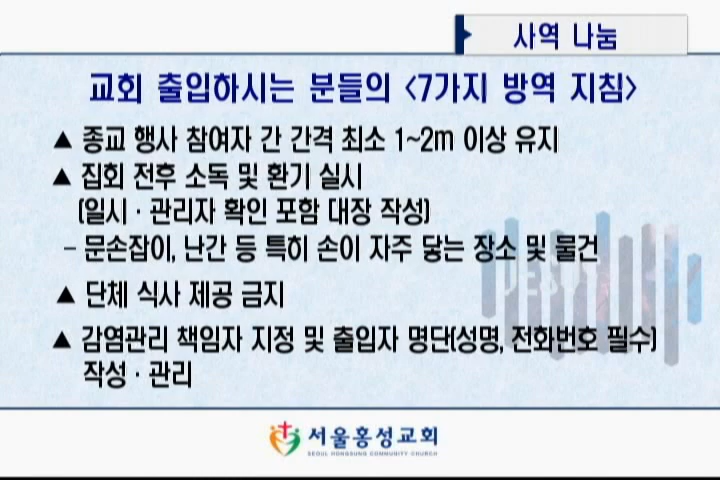 사역 나눔
교회 출입하시는 분들의 <7가지 방역 지침>
▲ 종교 행사 참여자 간 간격 최소 1~2m 이상 유지
▲ 집회 전후 소독 및 환기 실시
(일시·관리자 확인 포함 대장 작성)
- 문손잡이, 난간 등 특히 손이 자주 닿는 장소 및 물건
▲ 단체 식사 제공 금지
▲ 감염관리 책임자 지정 및 출입자 명단(성명, 전화번호 필수)
작성·관리
서울홍성교회
SEOUL HONGSUNG COMMUNITY CHURCH